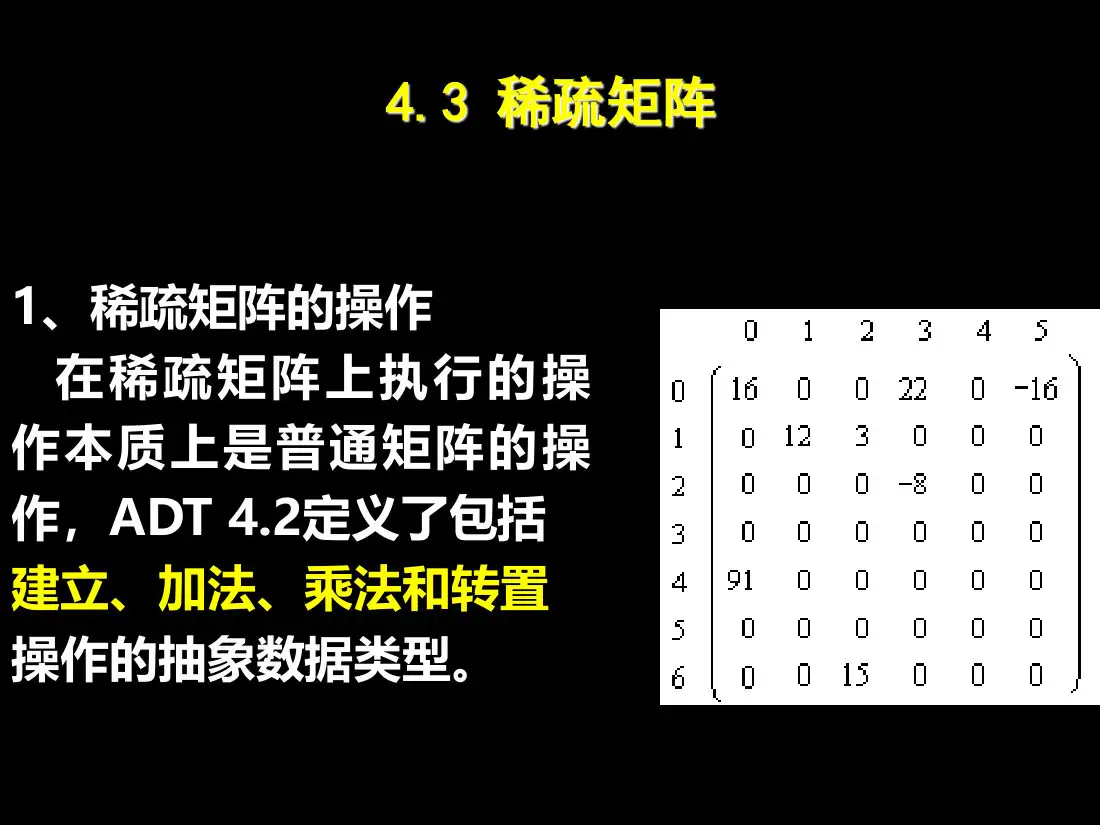 4.3 稀疏矩阵
1、稀疏矩阵的操作
在稀疏矩阵上执行的操
作本质上是普通矩阵的操
作，ADT 4.2定义了包括
建立、加法、乘法和转置
操作的抽象数据类型。
0 1 2 3 4 5
0 16 0 0 22 0 -16
1 0 12 3 0 0 0
2 0 0 0 -8 0 0
3 0 0 0 0 0 0
4 91 0 0 0 0 0
5 0 0 0 0 0 0
6 0 0 15 0 0 0